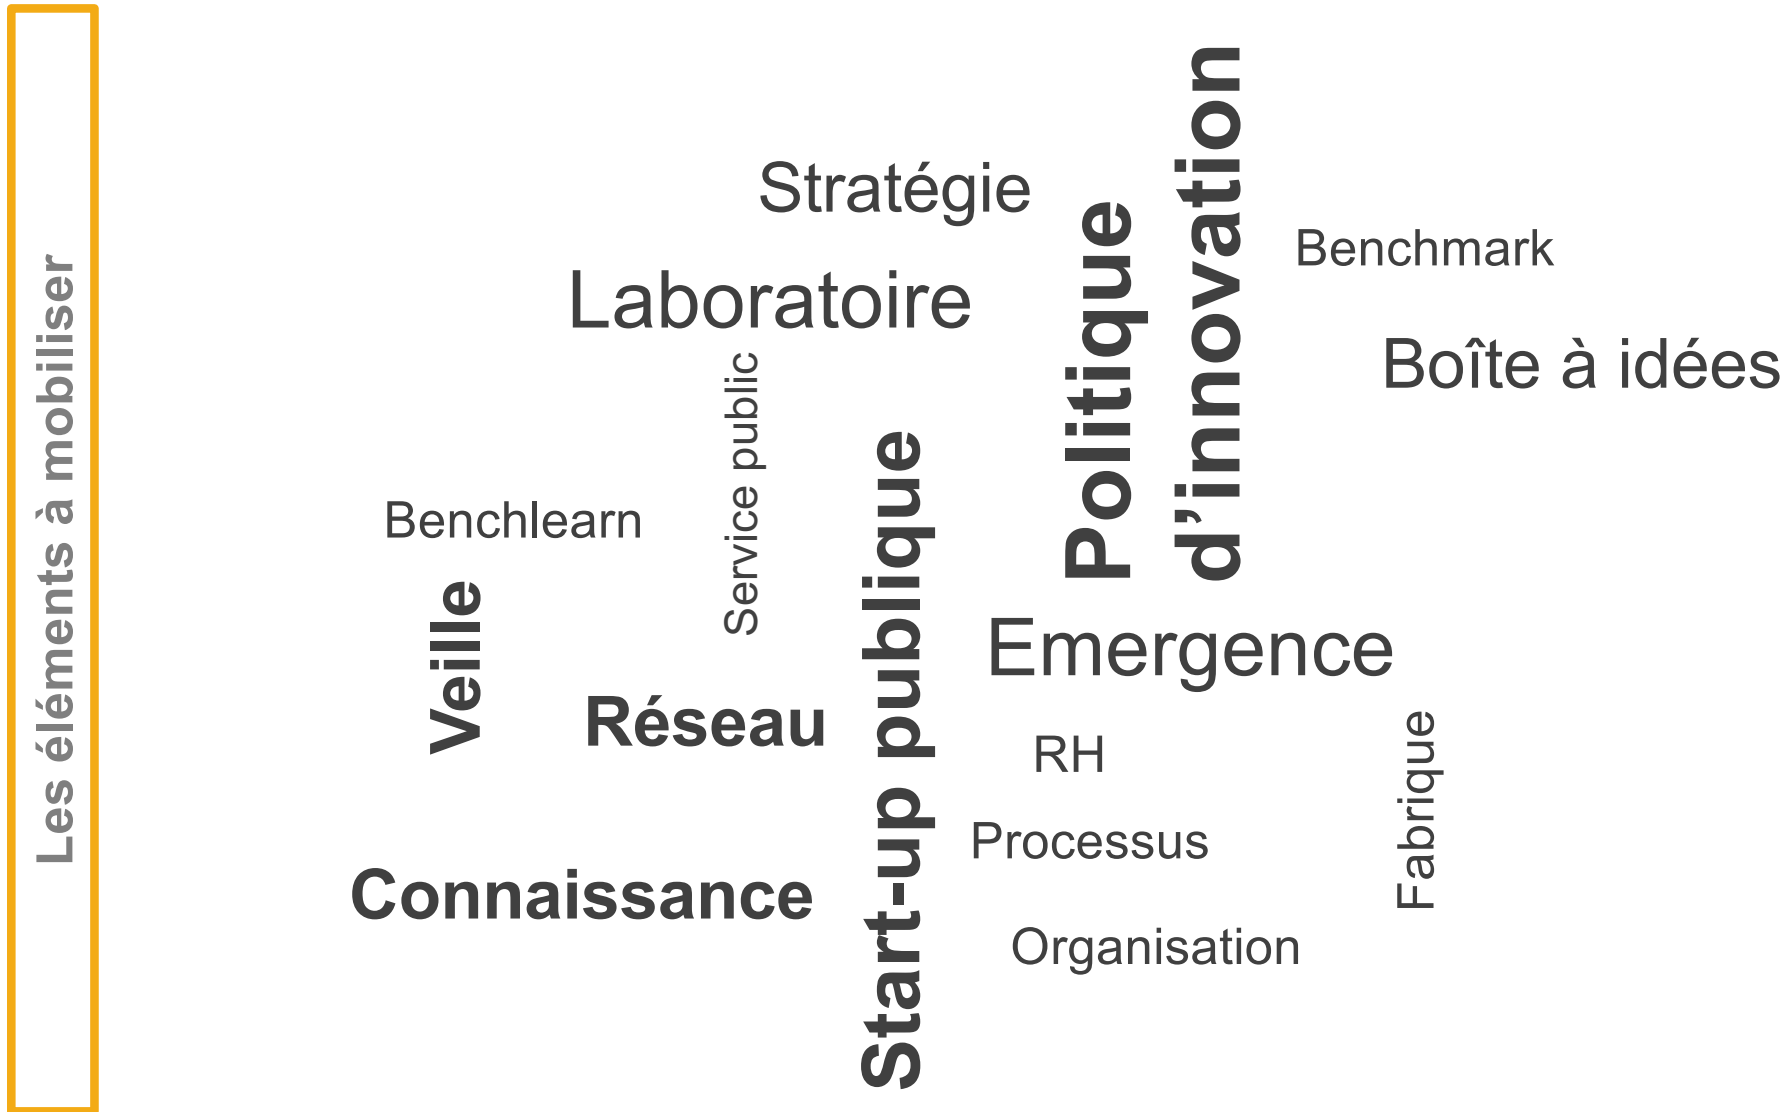 Les éléments à mobiliser
Stratégie
Politique
d’innovation
Benchmark
Laboratoire
Boîte à idées
Service public
Benchlearn
Start-up publique
Veille
Emergence
Réseau
RH
Fabrique
Processus
Connaissance
Organisation